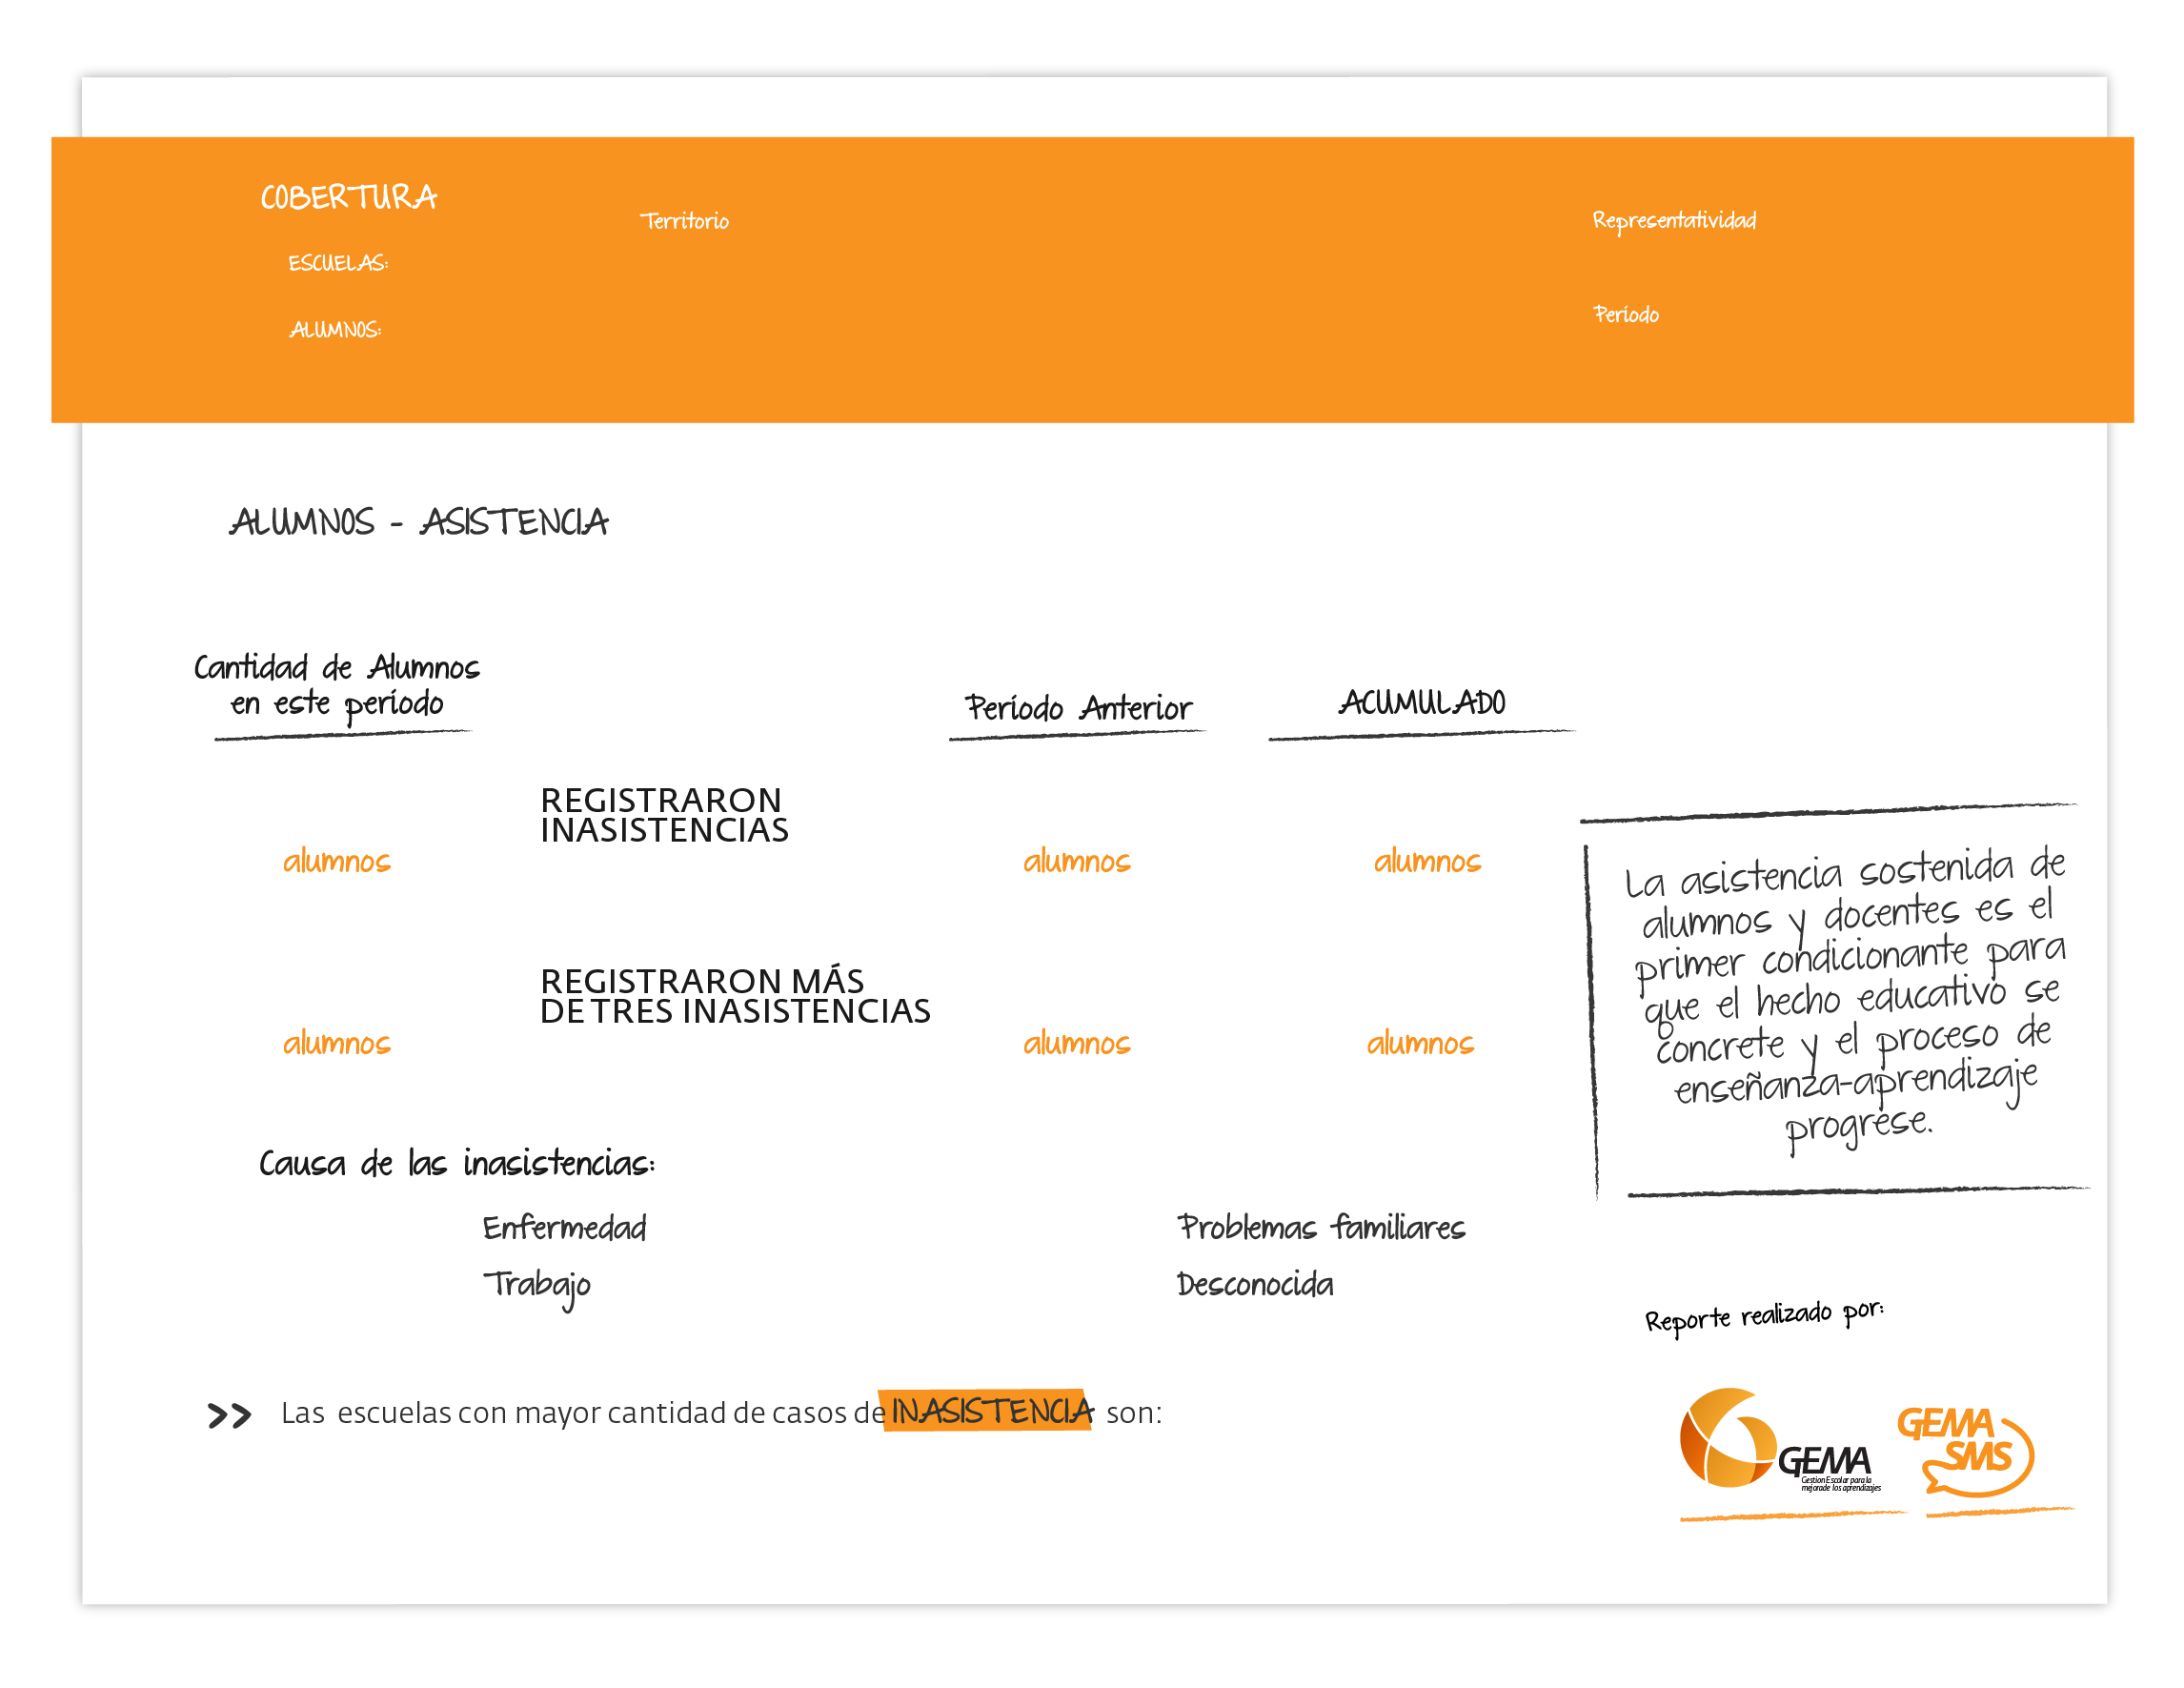 COBERTURA
Territorio
Representatividad
ESCUELAS:
Período
ALUMNOS:
ALUMNOS - ASISTENCIA
Cantidad de Alumnos
en este período
Período Anterior
ACUMULADO
REGISTRARON
INASISTENCIAS
alumnos
alumnos
alumnos
REGISTRARON MÁS
DE TRES INASISTENCIAS
alumnos
alumnos
alumnos
La asistencia sostenida de
alumnos y docentes es el
primer condicionante para
que el hecho educativo se
concrete y el proceso de
enseñanza-aprendizaje
progrese.
Causa de las inasistencias:
Enfermedad
Problemas familiares
Trabajo
Desconocida
Reporte realizado por:
>> Las escuelas con mayor cantidad de casos de INASISTENCIA son:
GEMA
Gestion Escolar para la
mejora de los aprendizajes
GEMA
SMS